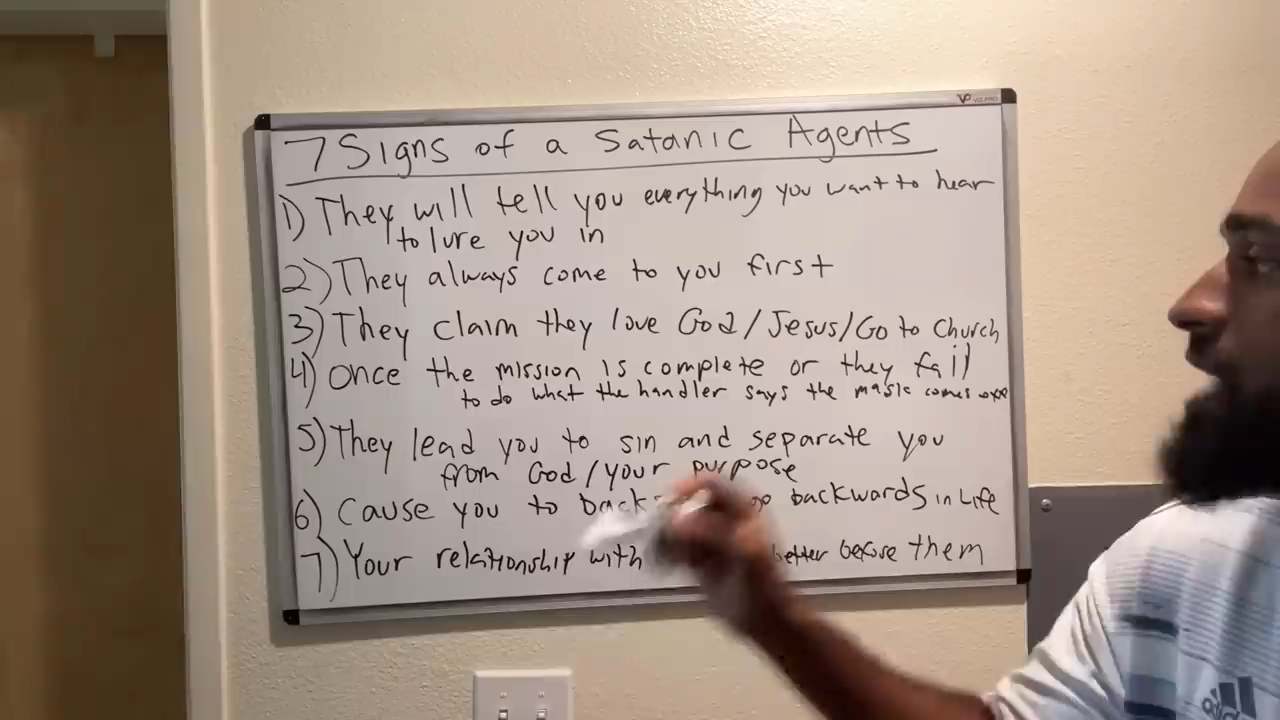 7 Signs of a Satanic Agents
1) They will tell you everything you want to hear
to lure you in
2) They always come to you first
3) They claim they love God/Jesus/Go to Church
4) Once the mission is complete or they fail
to do what the handler says the mask comes off
5) They lead you to sin and separate you
from God/your purpose
6) Cause you to backwards in Life
7) Your relationship with better before them
VIZ-PRO
adidas